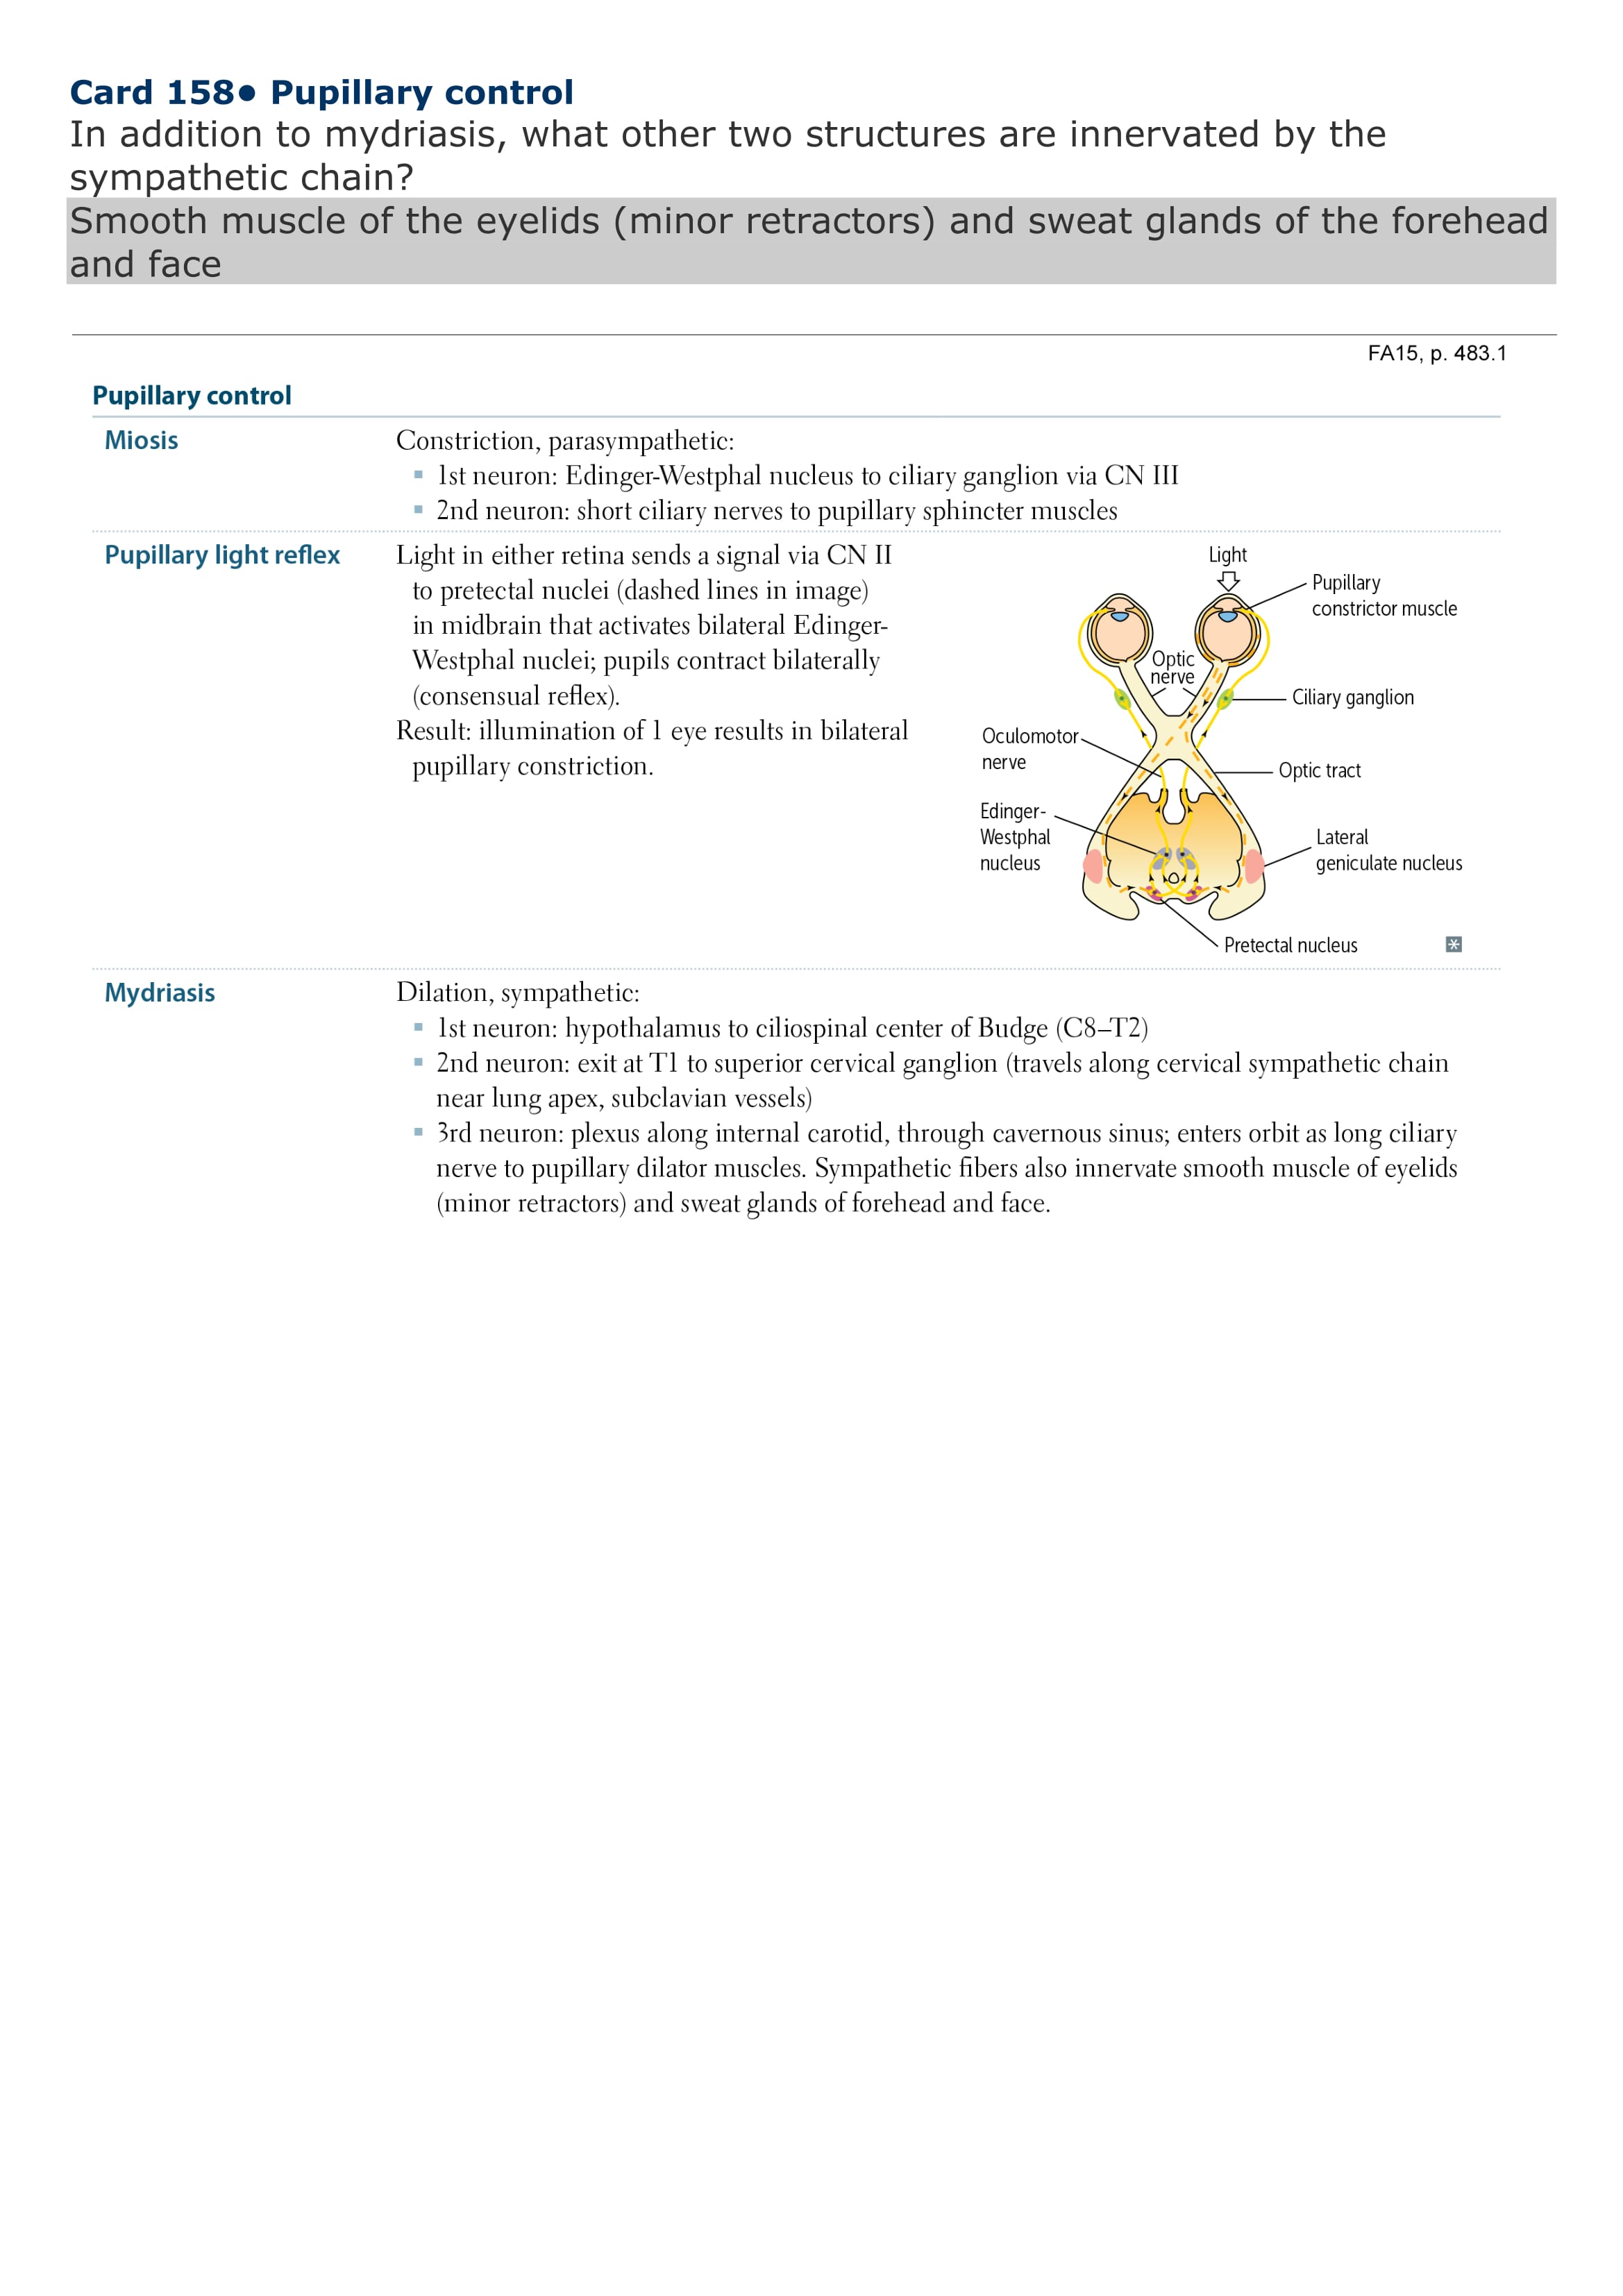 Card 158● Pupillary control
In addition to mydriasis, what other two structures are innervated by the
sympathetic chain?
Smooth muscle of the eyelids (minor retractors) and sweat glands of the forehead
and face
FA15, p. 483.1
Pupillary control
Miosis
Constriction, parasympathetic:
▪ 1st neuron: Edinger-Westphal nucleus to ciliary ganglion via CN III
▪ 2nd neuron: short ciliary nerves to pupillary sphincter muscles
Pupillary light reflex
Light in either retina sends a signal via CN II
to pretectal nuclei (dashed lines in image)
in midbrain that activates bilateral Edinger-
Westphal nuclei; pupils contract bilaterally
(consensual reflex).
Result: illumination of 1 eye results in bilateral
pupillary constriction.
Light
Pupillary
constrictor muscle
Optic
nerve
Ciliary ganglion
Oculomotor
nerve
Optic tract
Edinger-
Westphal
nucleus
Lateral
geniculate nucleus
Pretectal nucleus
Mydriasis
Dilation, sympathetic:
▪ 1st neuron: hypothalamus to ciliospinal center of Budge (C8–T2)
▪ 2nd neuron: exit at T1 to superior cervical ganglion (travels along cervical sympathetic chain
near lung apex, subclavian vessels)
▪ 3rd neuron: plexus along internal carotid, through cavernous sinus; enters orbit as long ciliary
nerve to pupillary dilator muscles. Sympathetic fibers also innervate smooth muscle of eyelids
(minor retractors) and sweat glands of forehead and face.